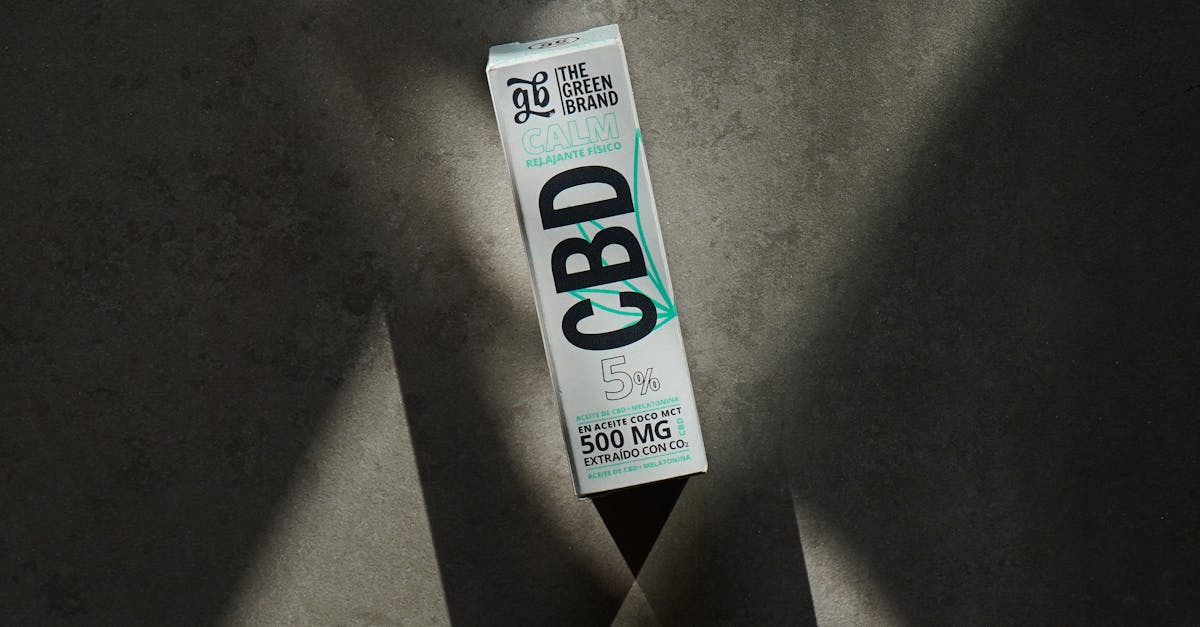 gb
THE
GREEN
BRAND
CALM
RELAJANTE FÍSICO
CBD
5%
ACEITE DE CBD + MELATONINA
EN ACEITE COCO MCT
500 MG
CBD
EXTRAÍDO CON CO₂
ACEITE DE CBD + MELATONINA